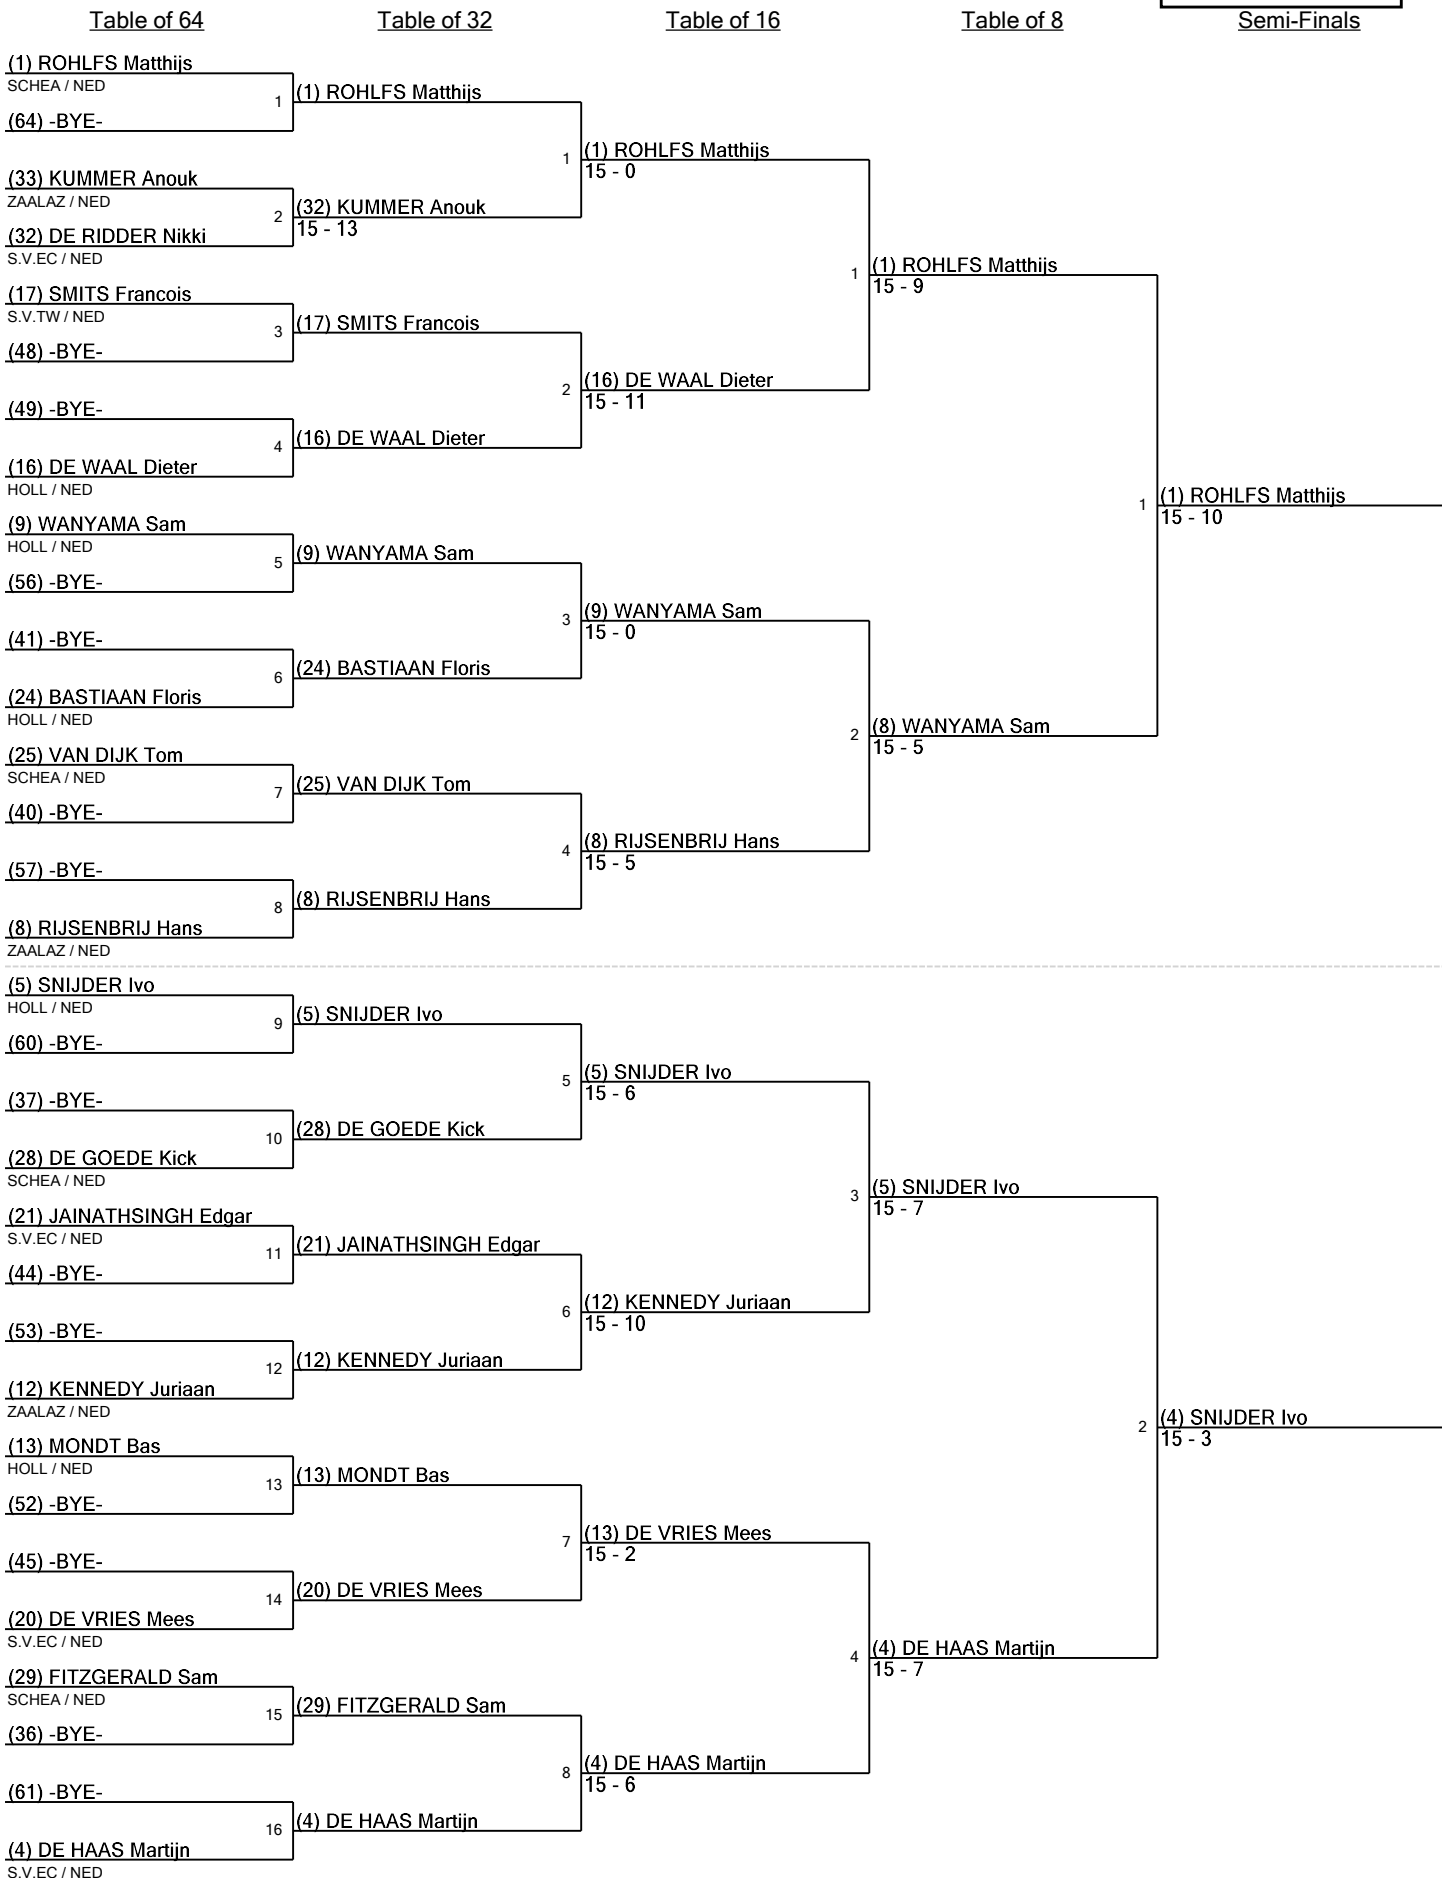 Table of 64
Table of 32
Table of 16
Table of 8
Semi-Finals
(1) ROHLFS Matthijs
SCHEA / NED
1
(64) -BYE-
(33) KUMMER Anouk
ZAALAZ / NED
2
(32) DE RIDDER Nikki
S.V.EC / NED
(17) SMITS Francois
S.V.TW / NED
3
(48) -BYE-
(49) -BYE-
4
(16) DE WAAL Dieter
HOLL / NED
(9) WANYAMA Sam
HOLL / NED
5
(56) -BYE-
(41) -BYE-
6
(24) BASTIAAN Floris
HOLL / NED
(25) VAN DIJK Tom
SCHEA / NED
7
(40) -BYE-
(57) -BYE-
8
(8) RIJSENBRIJ Hans
ZAALAZ / NED
(5) SNIJDER Ivo
HOLL / NED
9
(60) -BYE-
(37) -BYE-
10
(28) DE GOEDE Kick
SCHEA / NED
(21) JAINATHSINGH Edgar
S.V.EC / NED
11
(44) -BYE-
(53) -BYE-
12
(12) KENNEDY Juriaan
ZAALAZ / NED
(13) MONDT Bas
HOLL / NED
13
(52) -BYE-
(45) -BYE-
14
(20) DE VRIES Mees
S.V.EC / NED
(29) FITZGERALD Sam
SCHEA / NED
15
(36) -BYE-
(61) -BYE-
16
(4) DE HAAS Martijn
S.V.EC / NED
(1) ROHLFS Matthijs
1
(32) KUMMER Anouk
15 - 13
(17) SMITS Francois
2
(16) DE WAAL Dieter
(9) WANYAMA Sam
3
(24) BASTIAAN Floris
(25) VAN DIJK Tom
4
(8) RIJSENBRIJ Hans
(5) SNIJDER Ivo
5
(28) DE GOEDE Kick
(21) JAINATHSINGH Edgar
6
(12) KENNEDY Juriaan
(13) MONDT Bas
7
(20) DE VRIES Mees
(29) FITZGERALD Sam
8
(4) DE HAAS Martijn
(1) ROHLFS Matthijs
15 - 0
1
(16) DE WAAL Dieter
15 - 11
(9) WANYAMA Sam
15 - 0
2
(8) RIJSENBRIJ Hans
15 - 5
(5) SNIJDER Ivo
15 - 6
3
(12) KENNEDY Juriaan
15 - 10
(13) DE VRIES Mees
15 - 2
4
(4) DE HAAS Martijn
15 - 6
(1) ROHLFS Matthijs
15 - 9
1
(8) WANYAMA Sam
15 - 5
(5) SNIJDER Ivo
15 - 7
2
(4) DE HAAS Martijn
15 - 7
(1) ROHLFS Matthijs
15 - 10
(4) SNIJDER Ivo
15 - 3